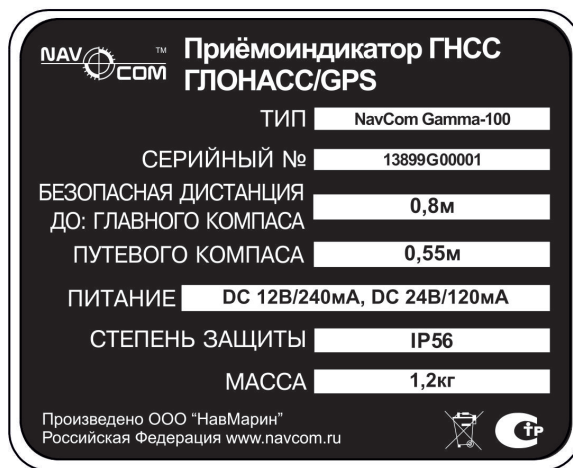 NAV COM ™
Приёмоиндикатор ГНСС
ГЛОНАСС/GPS
ТИП NavCom Gamma-100
СЕРИЙНЫЙ № 13899G00001
БЕЗОПАСНАЯ ДИСТАНЦИЯ
ДО: ГЛАВНОГО КОМПАСА 0,8м
ПУТЕВОГО КОМПАСА 0,55м
ПИТАНИЕ DC 12В/240мА, DC 24В/120мА
СТЕПЕНЬ ЗАЩИТЫ IP56
МАССА 1,2кг
Произведено ООО "НавМарин"
Российская Федерация www.navcom.ru
СТР